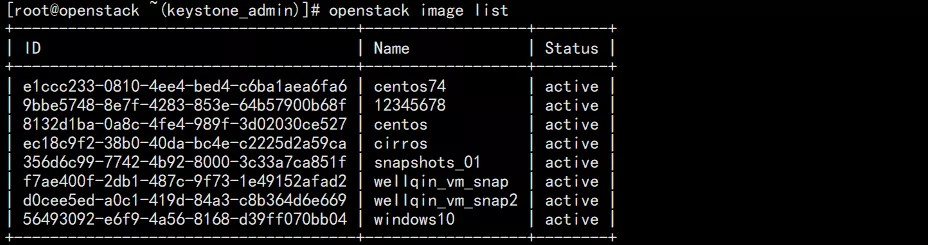 [root@openstack ~(keystone_admin)]# openstack image list
+--------------------------------------+-----------------+--------+
| ID | Name | Status |
+--------------------------------------+-----------------+--------+
| e1ccc233-0810-4ee4-bed4-c6ba1aea6fa6 | centos74 | active |
| 9bbe5748-8e7f-4283-853e-64b57900b68f | 12345678 | active |
| 8132d1ba-0a8c-4fe4-989f-3d02030ce527 | centos | active |
| ec18c9f2-38b0-40da-bc4e-c2225d2a59ca | cirros | active |
| 356d6c99-7742-4b92-8000-3c33a7ca851f | snapshots_01 | active |
| f7ae400f-2db1-487c-9f73-1e49152afad2 | wellqin_vm_snap | active |
| d0cee5ed-a0c1-419d-84a3-c8b364d6e669 | wellqin_vm_snap2 | active |
| 56493092-e6f9-4a56-8168-d39ff070bb04 | windows10 | active |
+--------------------------------------+-----------------+--------+